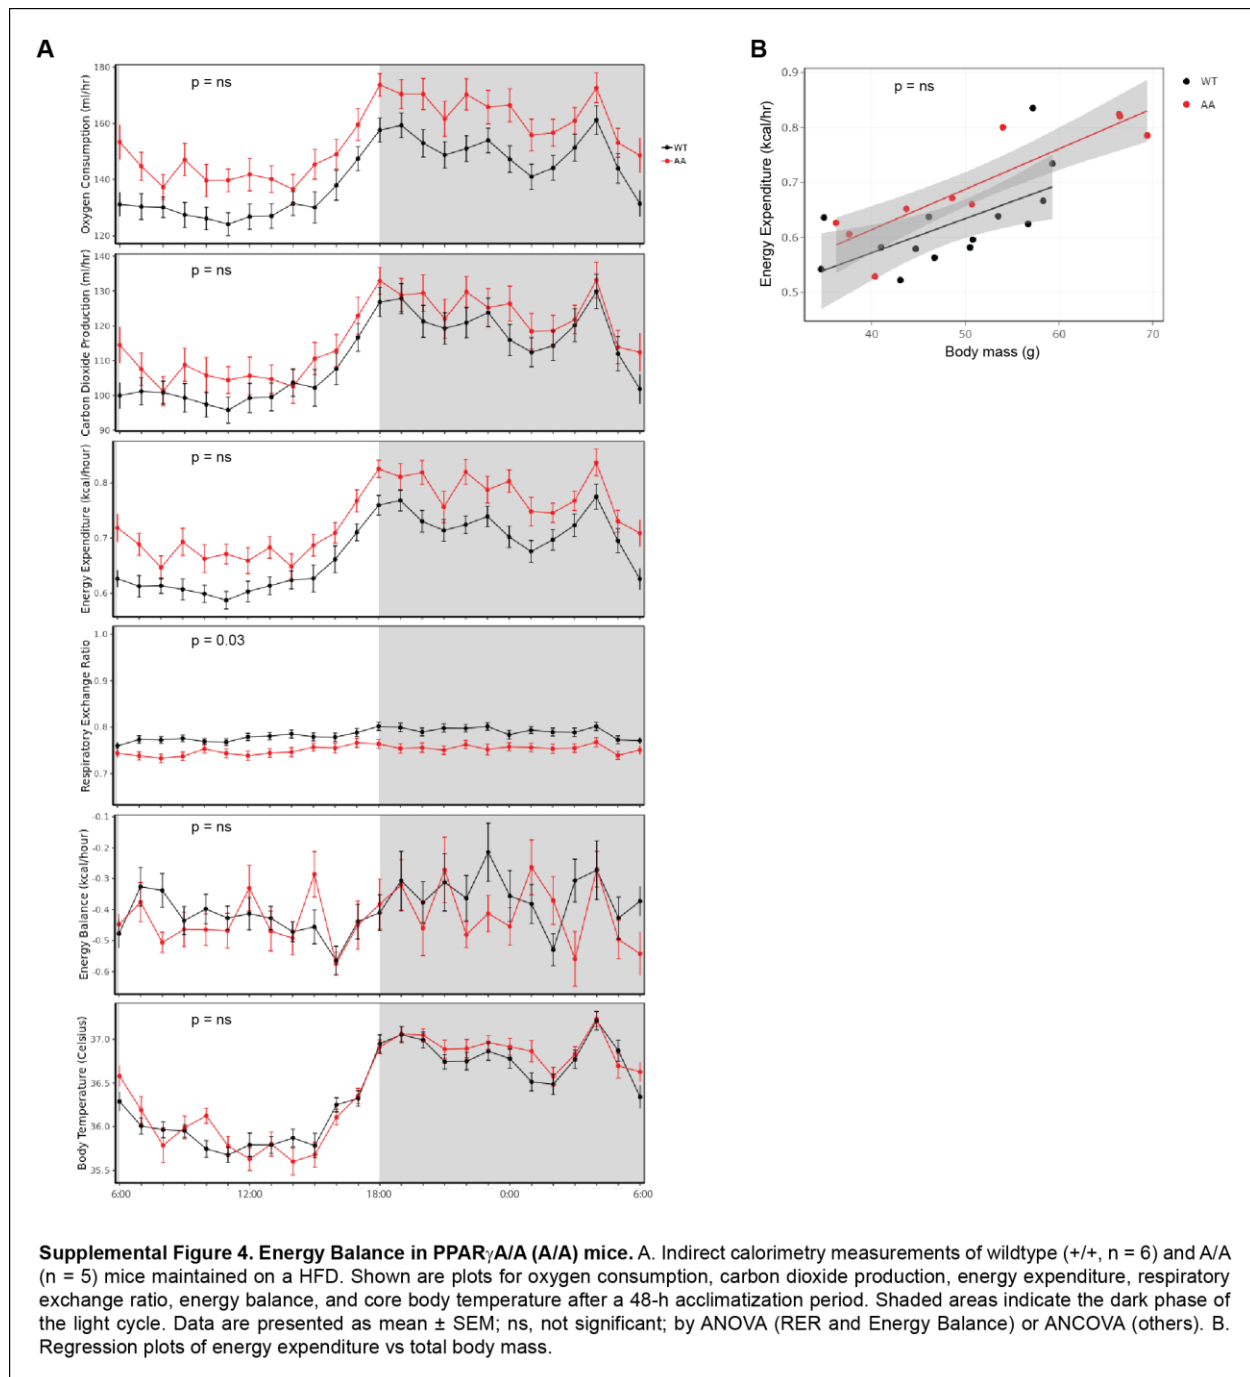 A
B
Oxygen Consumption (ml/hr)
180
160
140
120
p = ns
WT
AA
Carbon Dioxide Production (ml/hr)
140
130
120
110
100
90
p = ns
Energy Expenditure (kcal/hour)
0.8
0.7
0.6
p = ns
Respiratory Exchange Ratio
1.0
0.9
0.8
0.7
p = 0.03
Energy Balance (kcal/hour)
-0.1
-0.2
-0.3
-0.4
-0.5
-0.6
p = ns
Body Temperature (Celsius)
37.0
36.5
36.0
35.5
p = ns
6:00 12:00 18:00 0:00 6:00
Energy Expenditure (kcal/hr)
0.9
0.8
0.7
0.6
0.5
p = ns
WT
AA
40 50 60 70
Body mass (g)
Supplemental Figure 4. Energy Balance in PPARγA/A (A/A) mice. A. Indirect calorimetry measurements of wildtype (+/+, n = 6) and A/A
(n = 5) mice maintained on a HFD. Shown are plots for oxygen consumption, carbon dioxide production, energy expenditure, respiratory
exchange ratio, energy balance, and core body temperature after a 48-h acclimatization period. Shaded areas indicate the dark phase of
the light cycle. Data are presented as mean ± SEM; ns, not significant; by ANOVA (RER and Energy Balance) or ANCOVA (others). B.
Regression plots of energy expenditure vs total body mass.